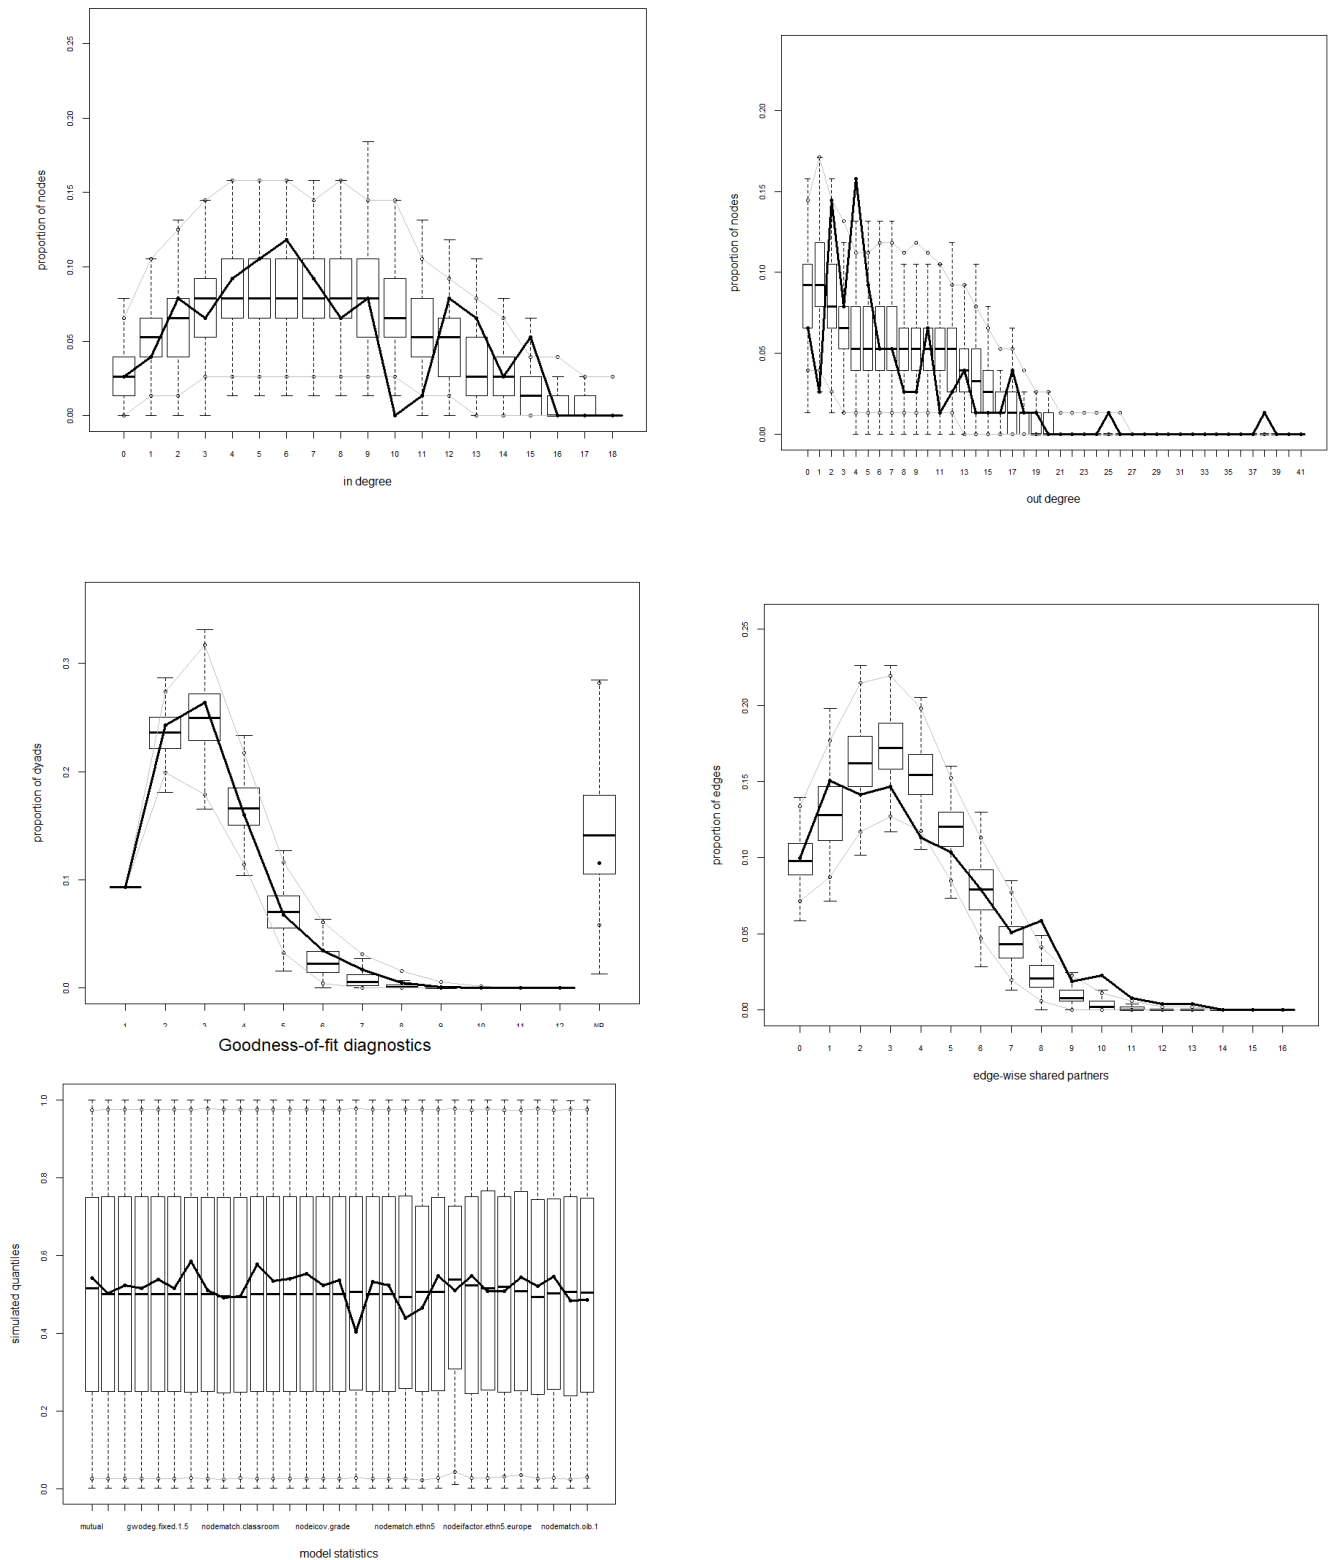 proportion of nodes
0.25
0.20
0.15
0.10
0.05
0.00
0 1 2 3 4 5 6 7 8 9 10 11 12 13 14 15 16 17 18
in degree
proportion of nodes
0.20
0.15
0.10
0.05
0.00
0 1 2 3 4 5 6 7 8 9 11 13 15 17 19 21 23 25 27 29 31 33 35 37 39 41
out degree
proportion of dyads
0.3
0.2
0.1
0.0
1 2 3 4 5 6 7 8 9 10 11 12 NR
Goodness-of-fit diagnostics
proportion of edges
0.25
0.20
0.15
0.10
0.05
0.00
0 1 2 3 4 5 6 7 8 9 10 11 12 13 14 15 16
edge-wise shared partners
simulated quantiles
1.0
0.8
0.6
0.4
0.2
0.0
mutual gwodeg.fixed.1.5 nodematch.classroom nodeicov.grade nodematch.ethn5 nodeifactor.ethn5.europe nodematch.oib.1
model statistics